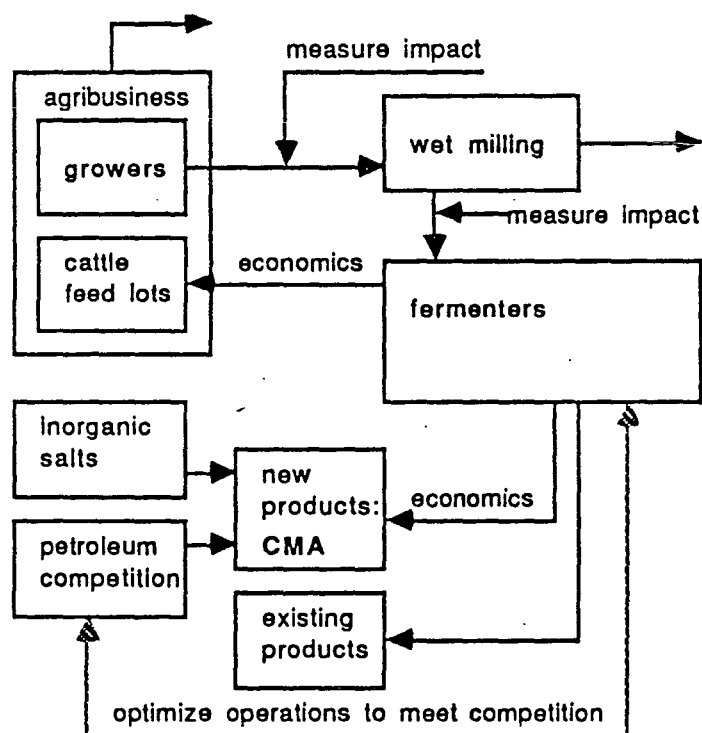 measure impact
agribusiness
growers
wet milling
measure impact
cattle
feed lots
economics
fermenters
inorganic
salts
new
products:
CMA
economics
petroleum
competition
existing
products
optimize operations to meet competition